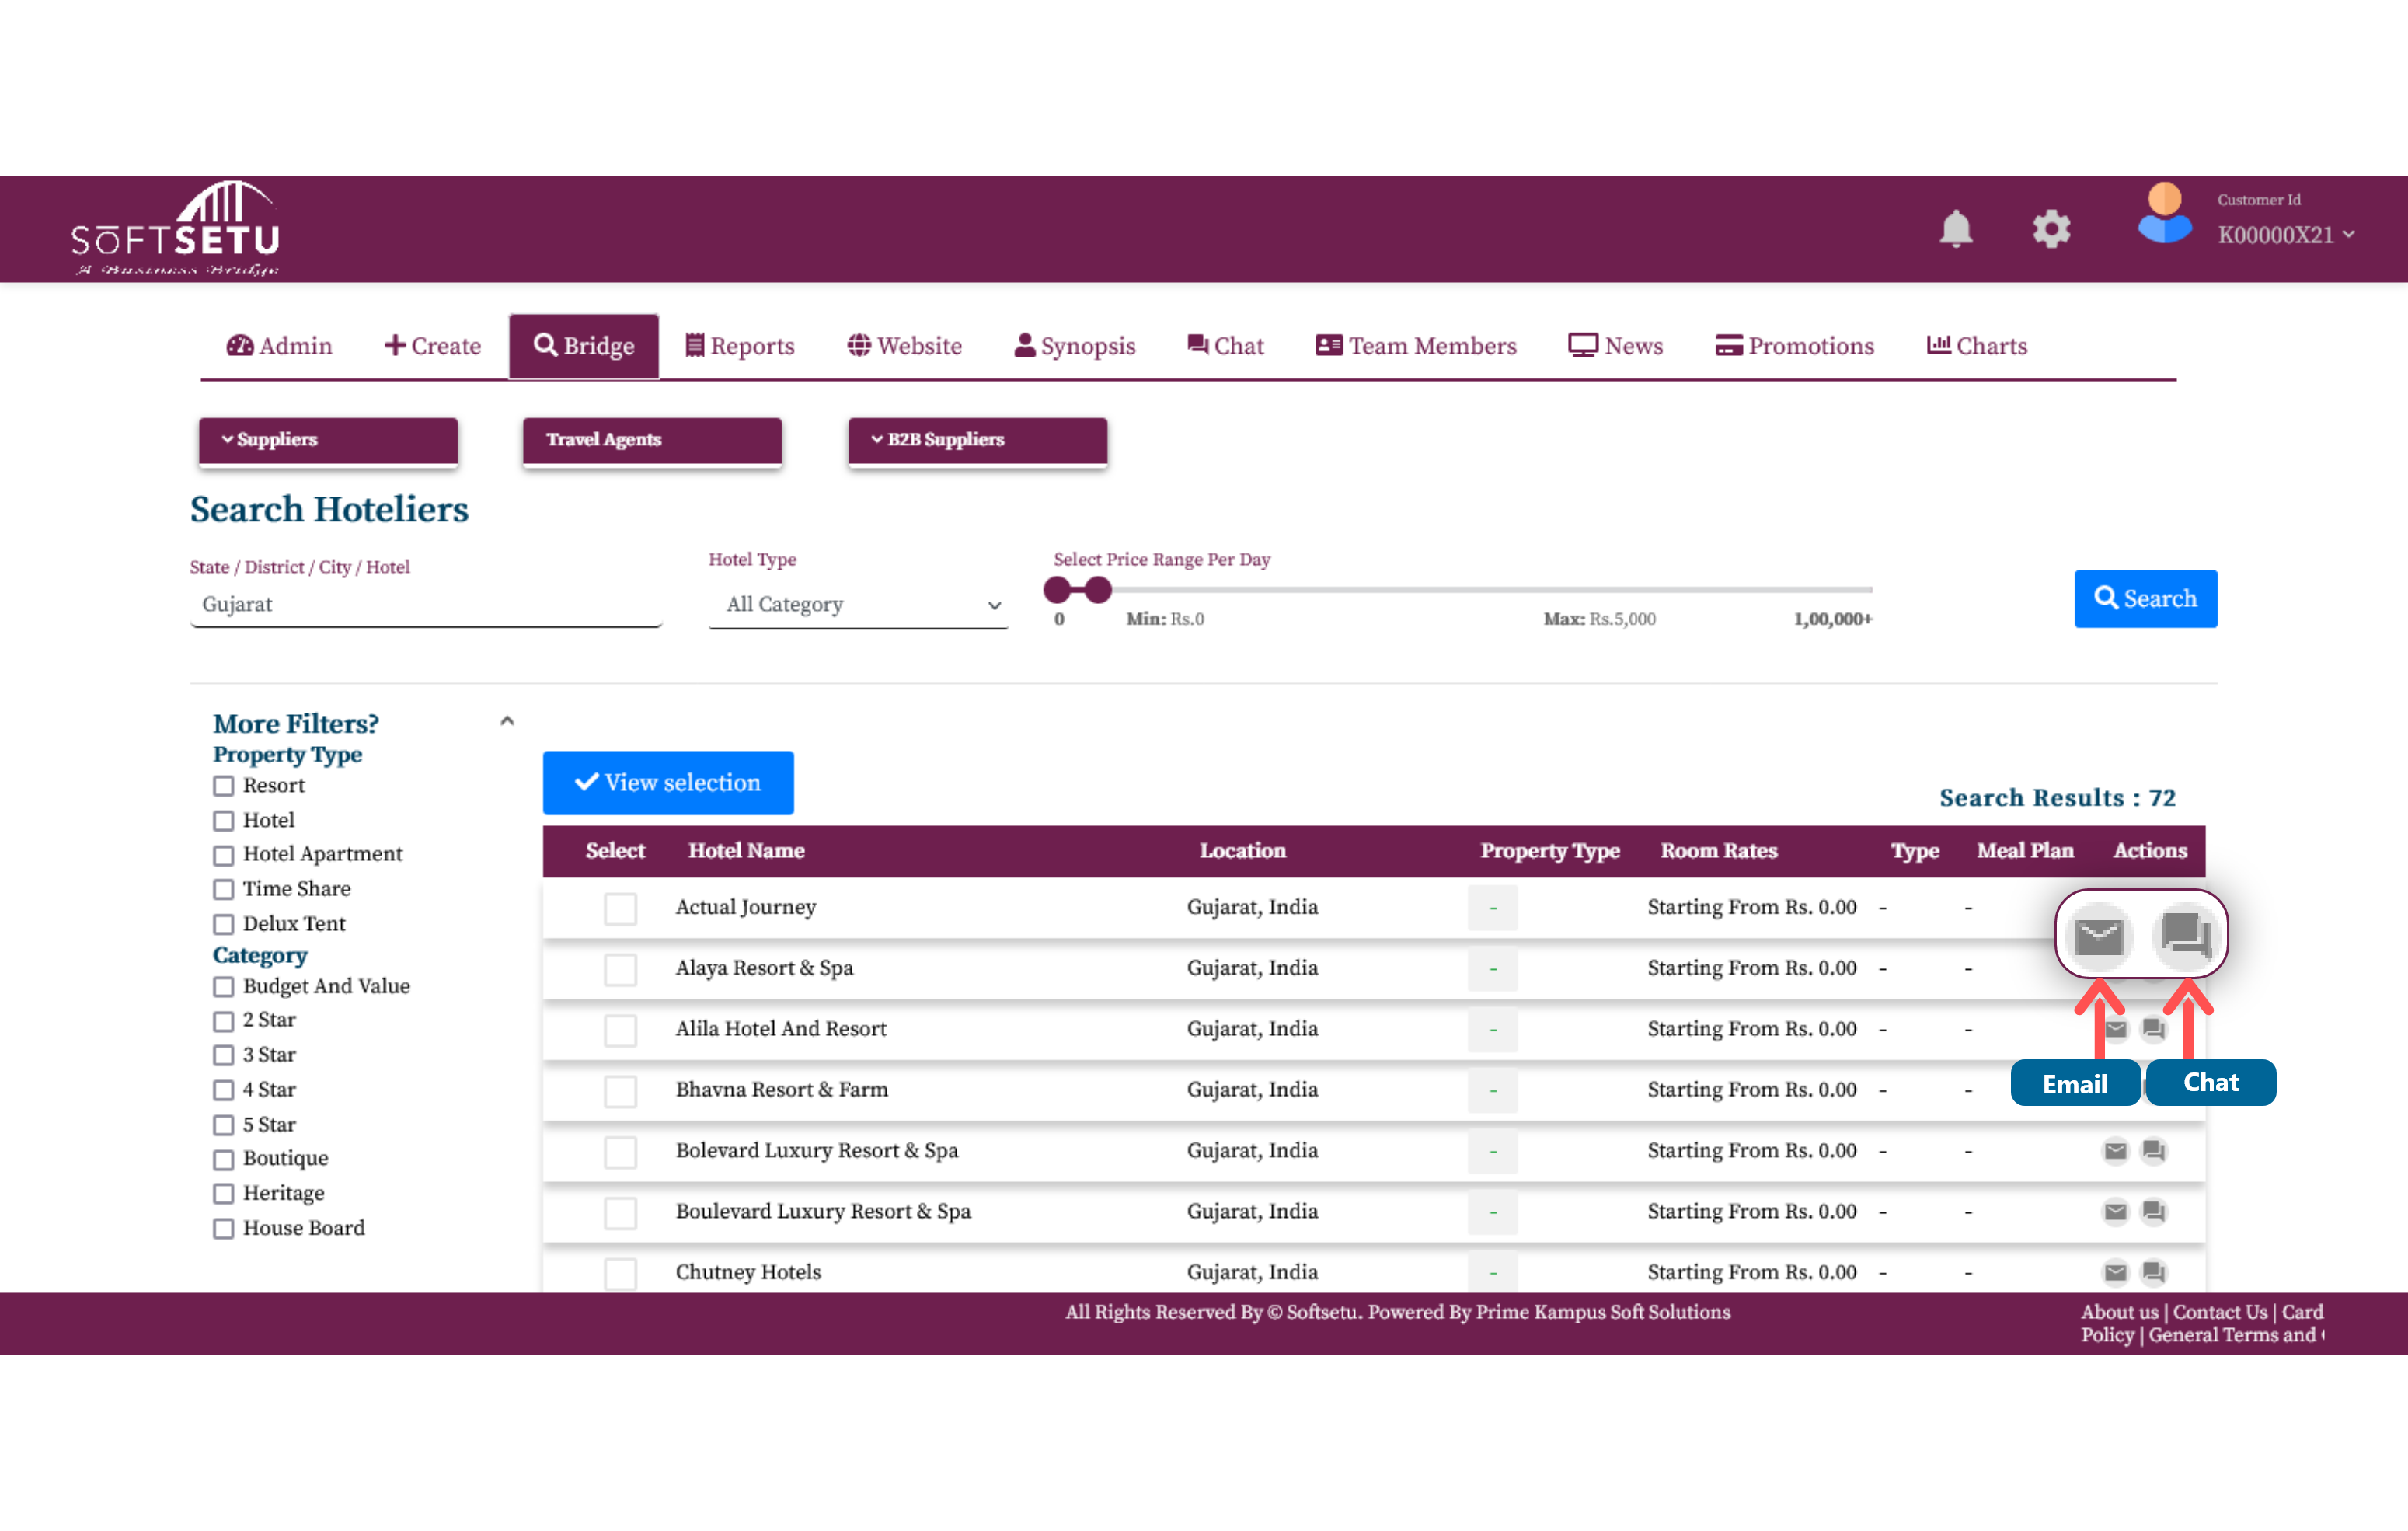 SOFTSETU
A Business Bridge
Customer Id
K00000X21
Admin Create Bridge Reports Website Synopsis Chat Team Members News Promotions Charts
Suppliers Travel Agents B2B Suppliers
Search Hoteliers
State / District / City / Hotel
Gujarat
Hotel Type
All Category
Select Price Range Per Day
0 Min: Rs.0 Max: Rs.5,000 1,00,000+
Search
More Filters?
Property Type
Resort
Hotel
Hotel Apartment
Time Share
Delux Tent
Category
Budget And Value
2 Star
3 Star
4 Star
5 Star
Boutique
Heritage
House Board
View selection
Search Results : 72
Select Hotel Name Location Property Type Room Rates Type Meal Plan Actions
Actual Journey Gujarat, India - Starting From Rs. 0.00 - -
Alaya Resort & Spa Gujarat, India - Starting From Rs. 0.00 - -
Alila Hotel And Resort Gujarat, India - Starting From Rs. 0.00 - -
Bhavna Resort & Farm Gujarat, India - Starting From Rs. 0.00 - -
Email Chat
Bolevard Luxury Resort & Spa Gujarat, India - Starting From Rs. 0.00 - -
Boulevard Luxury Resort & Spa Gujarat, India - Starting From Rs. 0.00 - -
Chutney Hotels Gujarat, India - Starting From Rs. 0.00 - -
All Rights Reserved By © Softsetu. Powered By Prime Kampus Soft Solutions
About us | Contact Us | Card
Policy | General Terms and